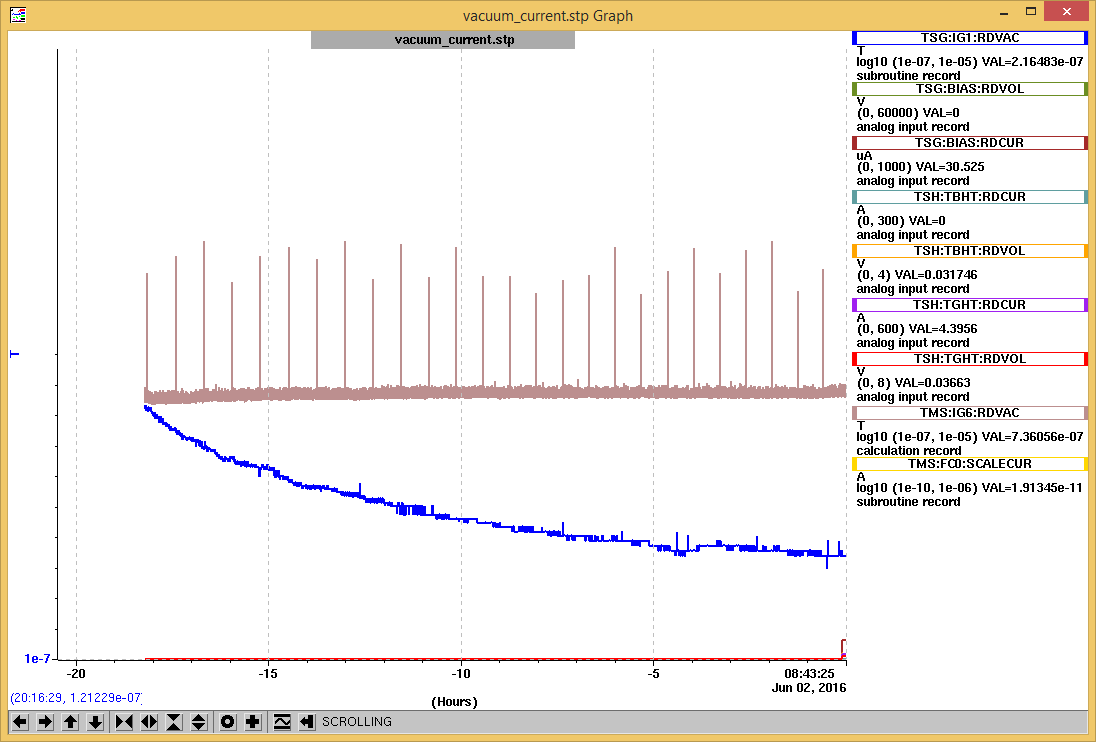 vacuum_current.stp Graph
vacuum_current.stp
T
1e-7
-20
-15
-10
-5
08:43:25
Jun 02, 2016
(Hours)
(20:16:29, 1.21229e-07)
TSG:IG1:RDVAC
T
log10 (1e-07, 1e-05) VAL=2.16483e-07
subroutine record
TSG:BIAS:RDVOL
V
(0, 60000) VAL=0
analog input record
TSG:BIAS:RDCUR
uA
(0, 1000) VAL=30.525
analog input record
TSH:TBHT:RDCUR
A
(0, 300) VAL=0
analog input record
TSH:TBHT:RDVOL
V
(0, 4) VAL=0.031746
analog input record
TSH:TGHT:RDCUR
A
(0, 600) VAL=4.3956
analog input record
TSH:TGHT:RDVOL
V
(0, 8) VAL=0.03663
analog input record
TMS:IG6:RDVAC
T
log10 (1e-07, 1e-05) VAL=7.36056e-07
calculation record
TMS:FC0:SCALECUR
A
log10 (1e-10, 1e-06) VAL=1.91345e-11
subroutine record
SCROLLING